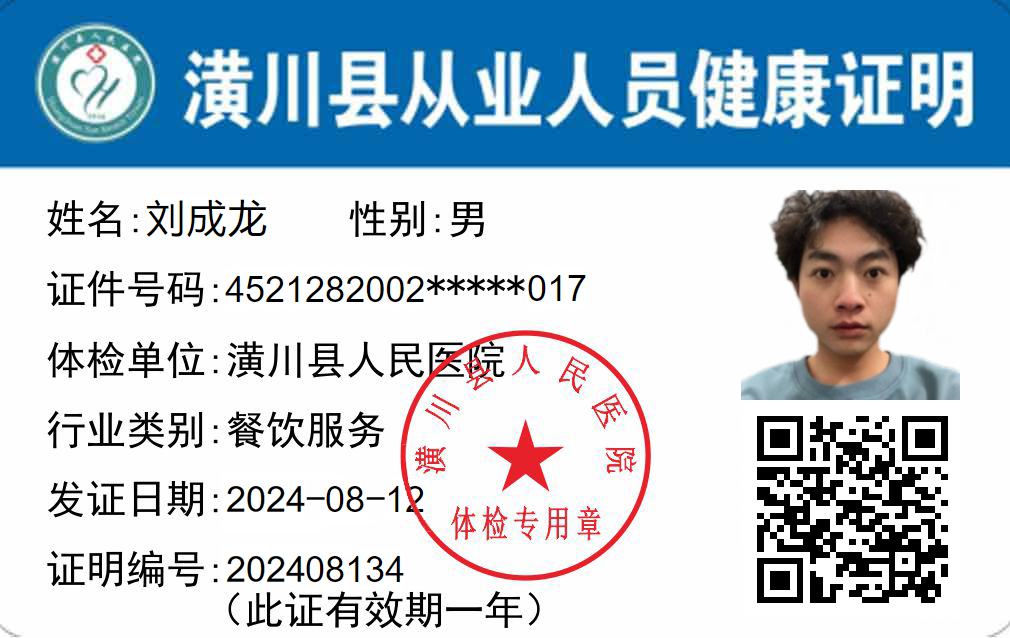 潢川县从业人员健康证明
姓名:刘成龙 性别:男
证件号码:4521282002*****017
体检单位:潢川县人民医院
行业类别:餐饮服务
发证日期:2024-08-12
证明编号:202408134
（此证有效期一年）
潢川县人民医院
体检专用章